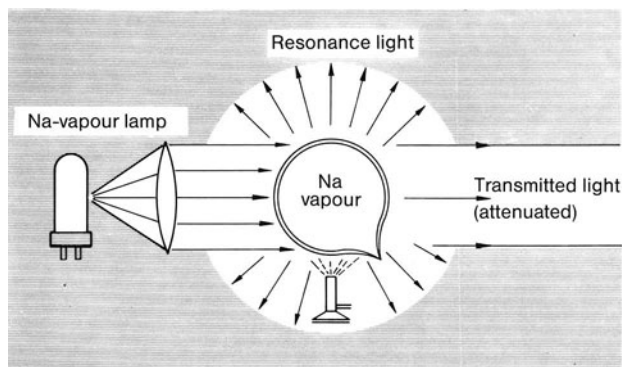 Resonance light
Na-vapour lamp
Na
vapour
Transmitted light
(attenuated)